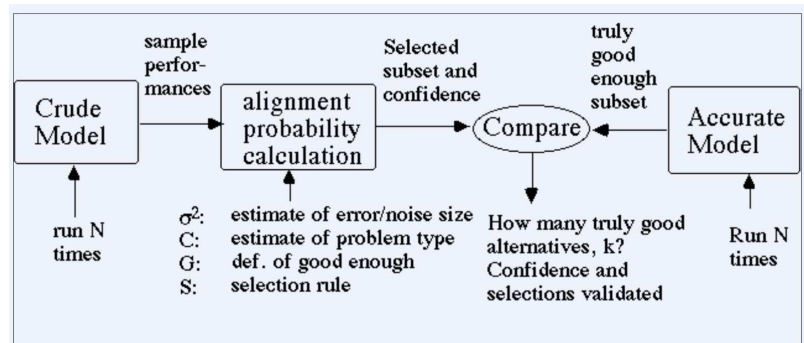 sample
perfor-
mances
Selected
subset and
confidence
truly
good
enough
subset
Crude
Model
alignment
probability
calculation
Compare
Accurate
Model
run N
times
σ²: estimate of error/noise size
C: estimate of problem type
G: def. of good enough
S: selection rule
How many truly good
alternatives, k?
Confidence and
selections validated
Run N
times